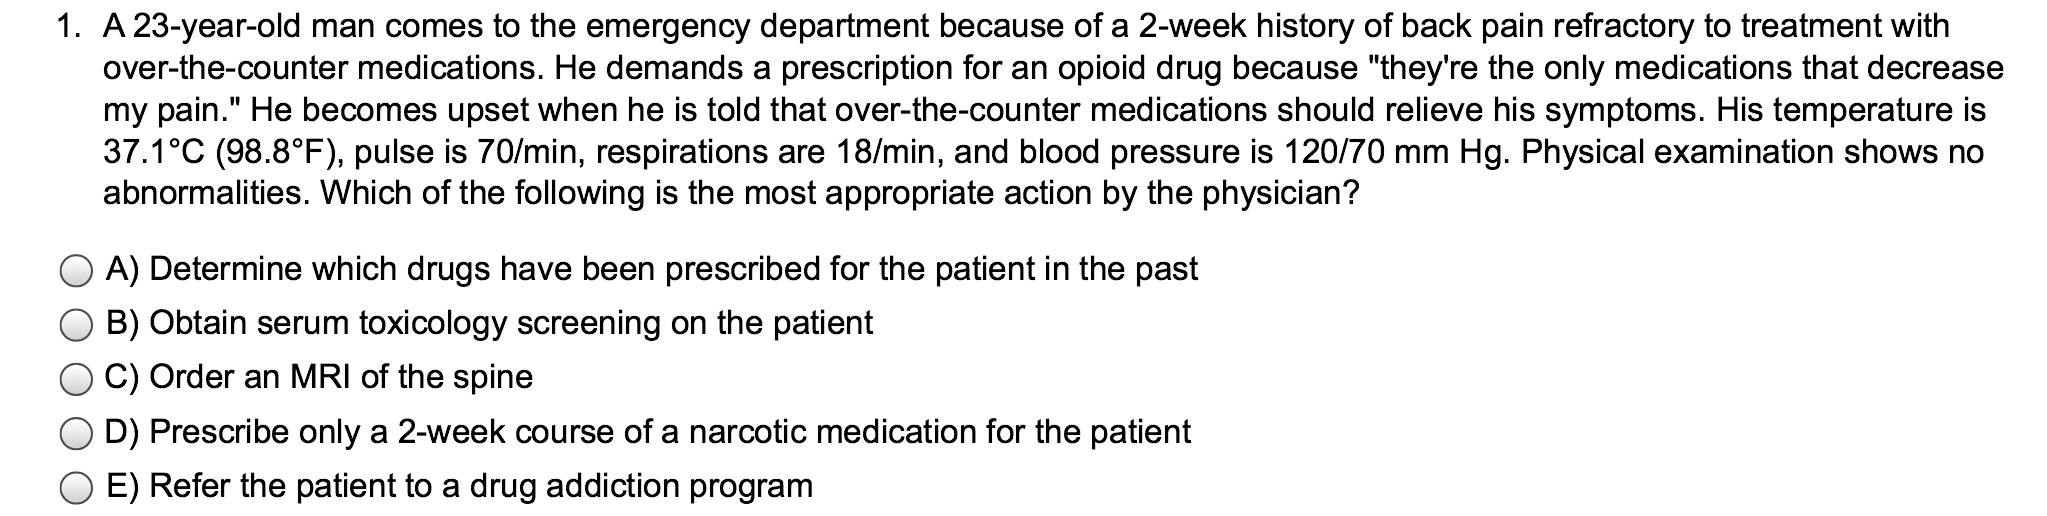 1. A 23-year-old man comes to the emergency department because of a 2-week history of back pain refractory to treatment with
over-the-counter medications. He demands a prescription for an opioid drug because "they're the only medications that decrease
my pain." He becomes upset when he is told that over-the-counter medications should relieve his symptoms. His temperature is
37.1°C (98.8°F), pulse is 70/min, respirations are 18/min, and blood pressure is 120/70 mm Hg. Physical examination shows no
abnormalities. Which of the following is the most appropriate action by the physician?
A) Determine which drugs have been prescribed for the patient in the past
B) Obtain serum toxicology screening on the patient
C) Order an MRI of the spine
D) Prescribe only a 2-week course of a narcotic medication for the patient
E) Refer the patient to a drug addiction program